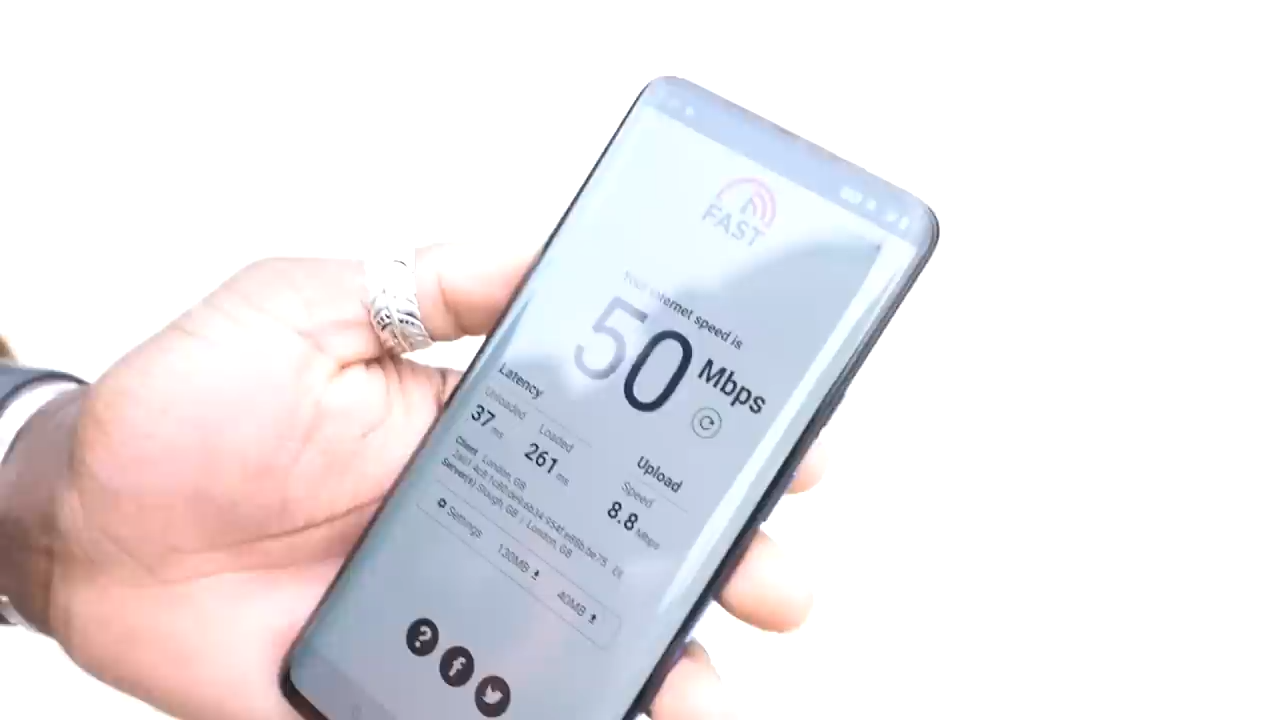 FAST
Your internet speed is
50 Mbps
Latency
Unloaded Loaded
37 ms 261 ms
Upload
Speed
8.8 Mbps
Client London, GB
Server(s) Slough, GB | London, GB
Settings 130MB 40MB
? f